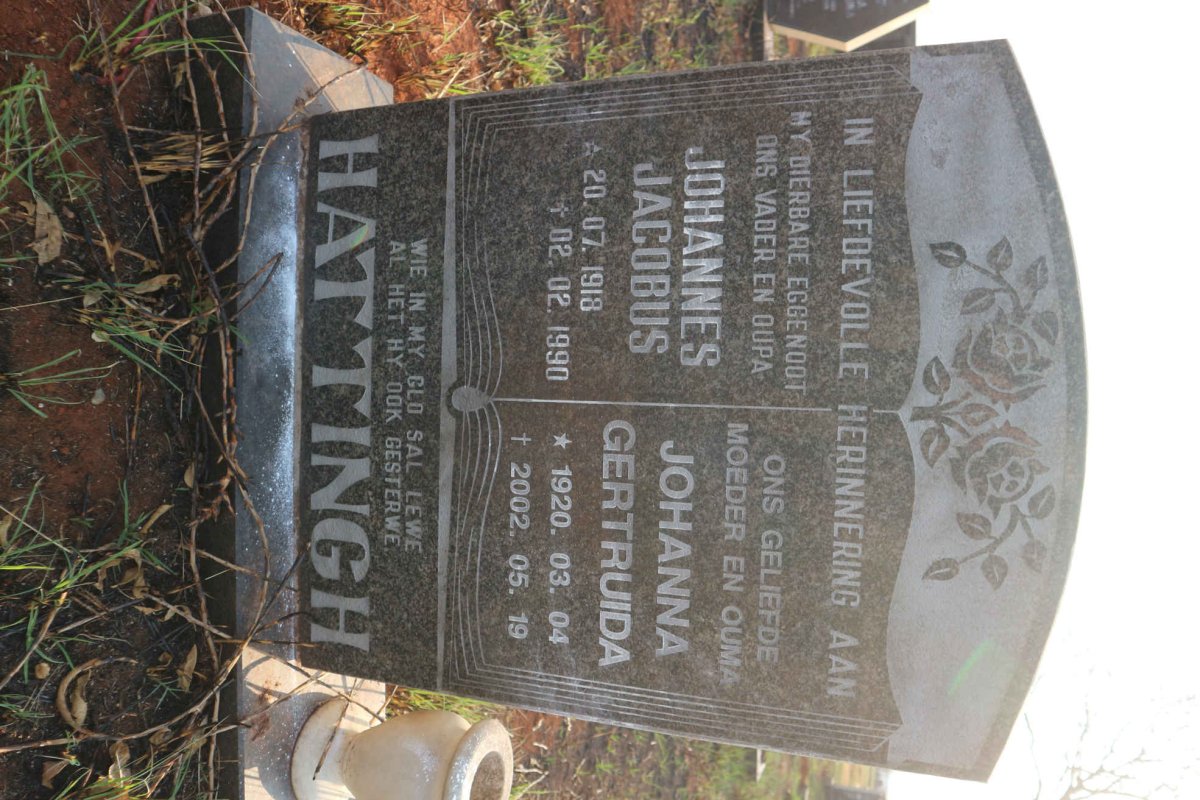 IN LIEFDEVOLLE HERINNERING AAN
MY DIERBARE EGGENOOT
ONS VADER EN OUPA
JOHANNES
JACOBUS
20. 07. 1918
† 02. 02. 1990
ONS GELIEFDE
MOEDER EN OUMA
JOHANNA
GERTRUIDA
★ 1920. 03. 04
† 2002. 05. 19
WIE IN MY GLO SAL LEWE
AL HET HY OOK GESTERWE
HATTINGH